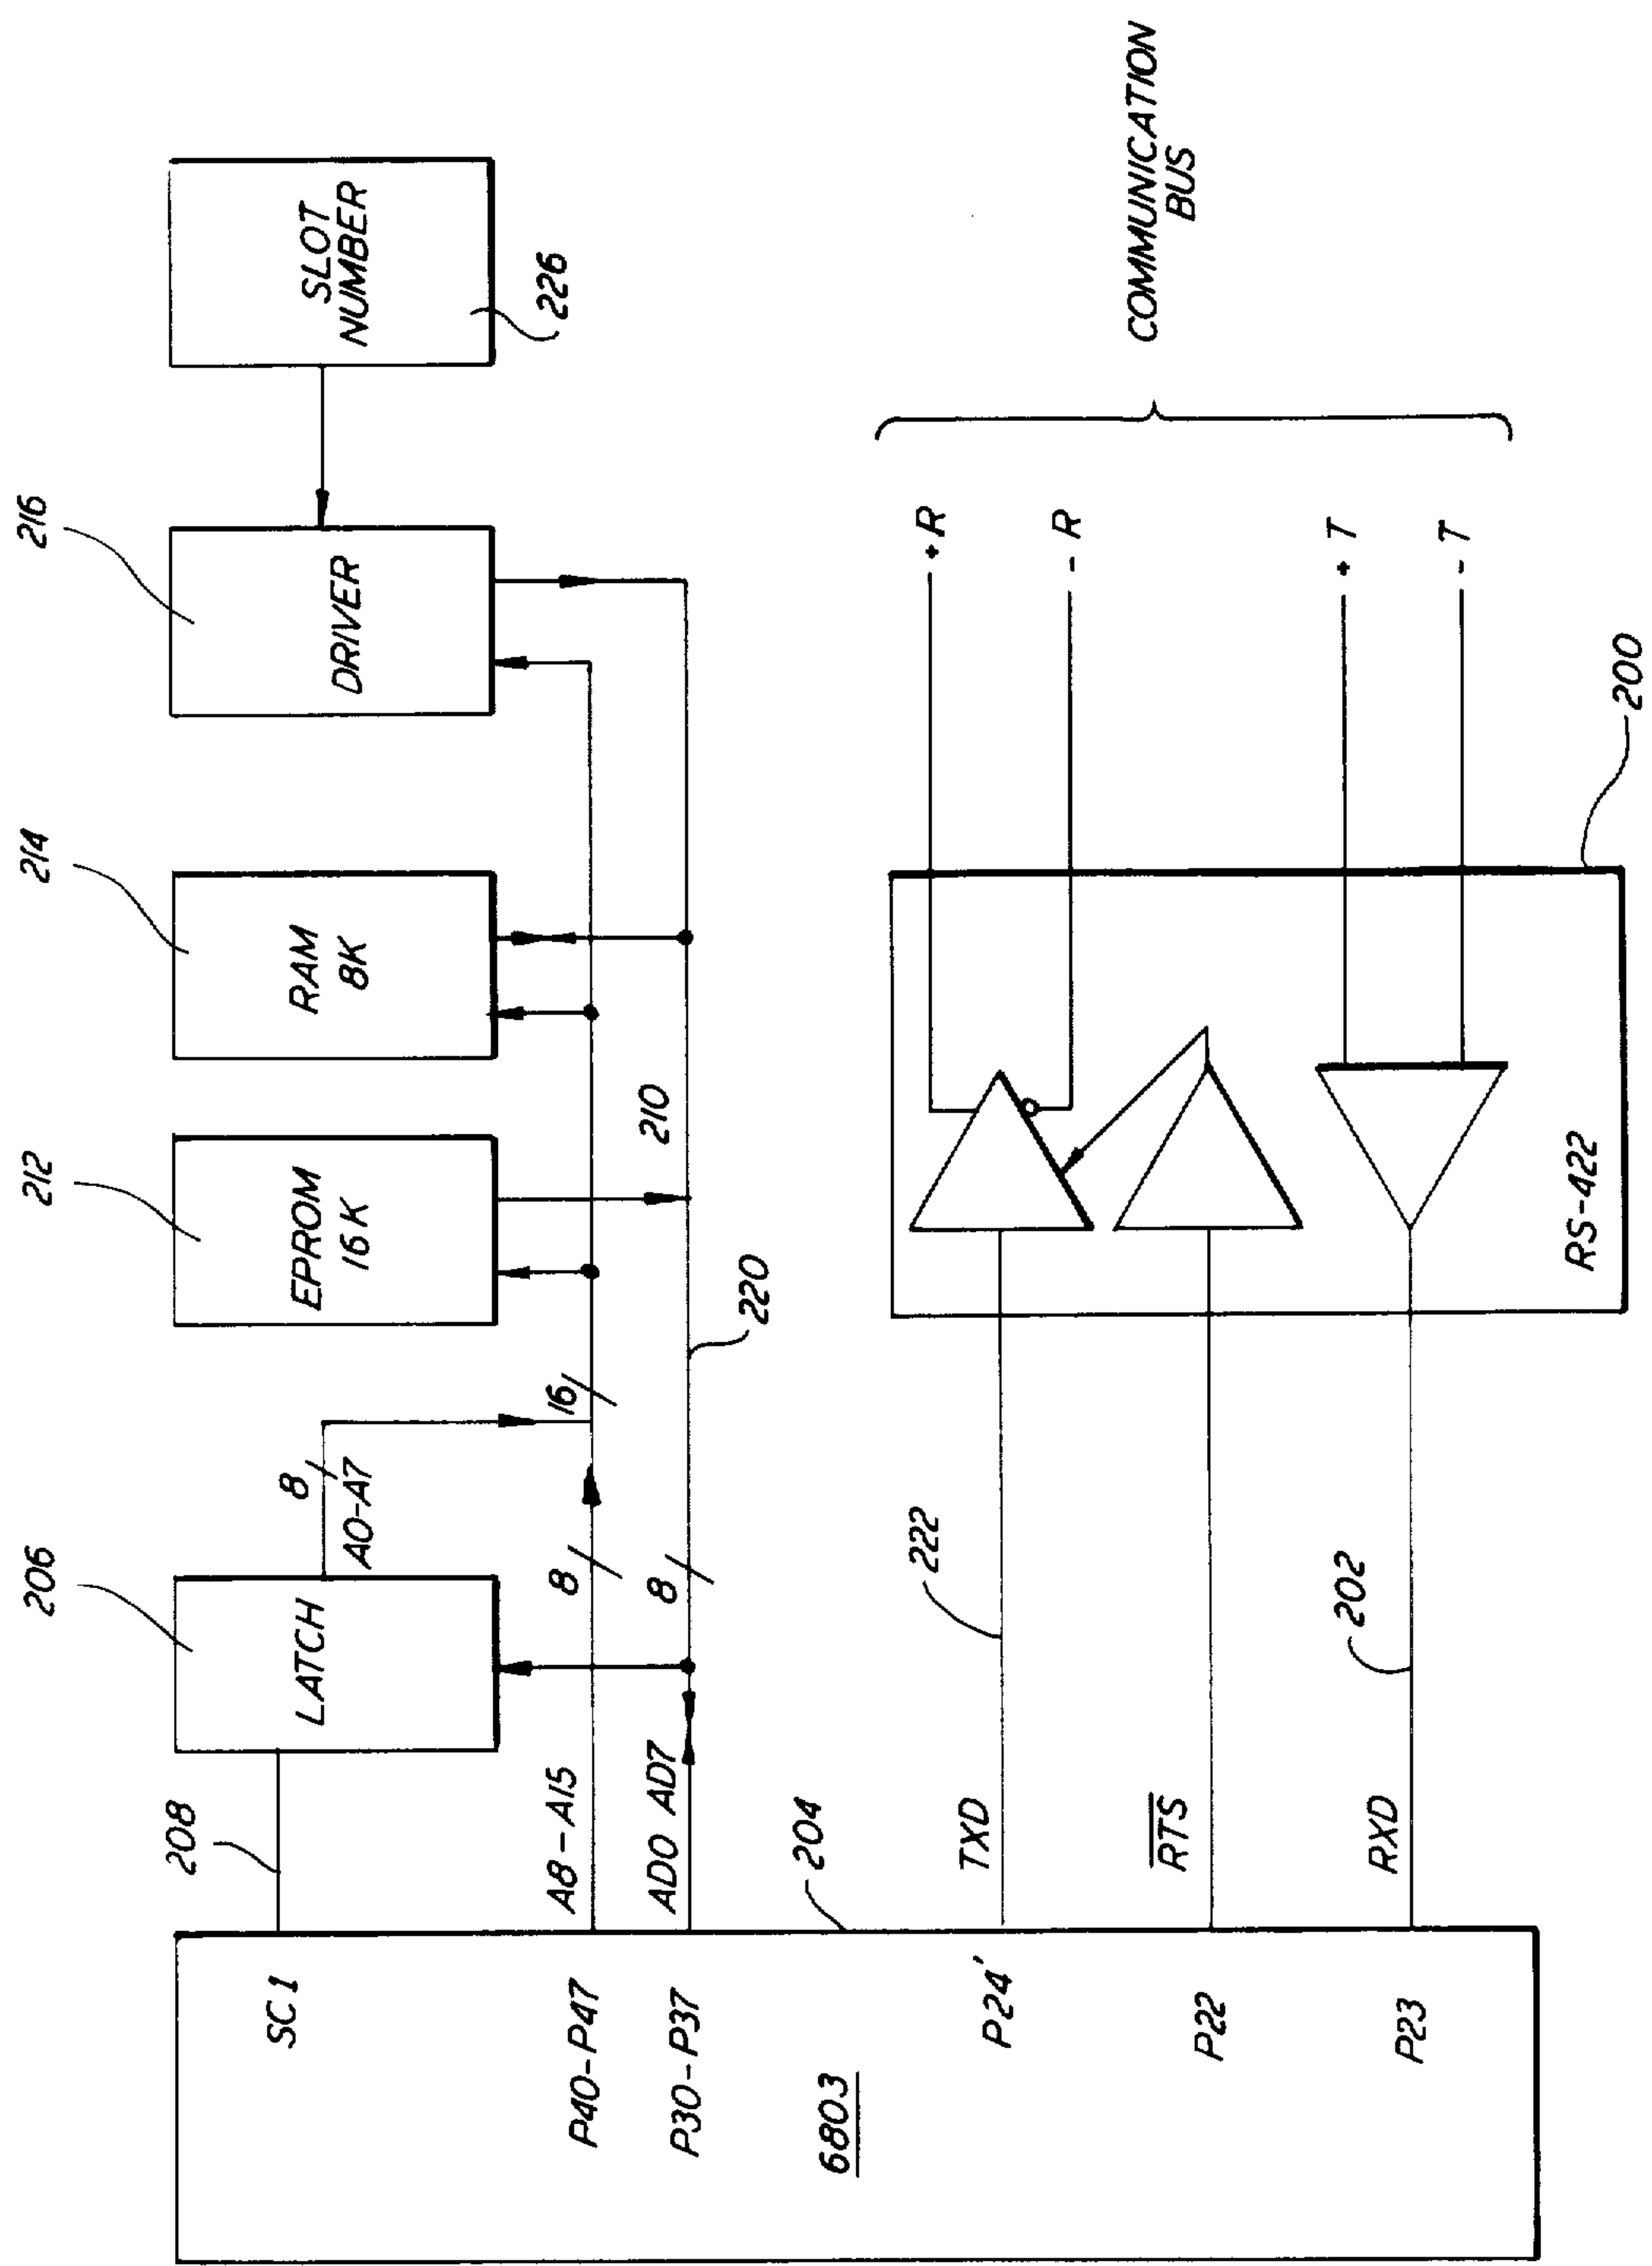 216
214
212
206
208
LATCH
EPROM
16K
RAM
8K
DRIVER
SLOT
NUMBER
226
8
A0-A7
16
210
220
8
8
A8-A15
AD0 AD7
SC1
P40-P47
P30-P37
6803
204
P24'
P22
P23
TXD
RTS
RXD
222
202
RS-422
200
+R
-R
+T
-T
COMMUNICATION
BUS